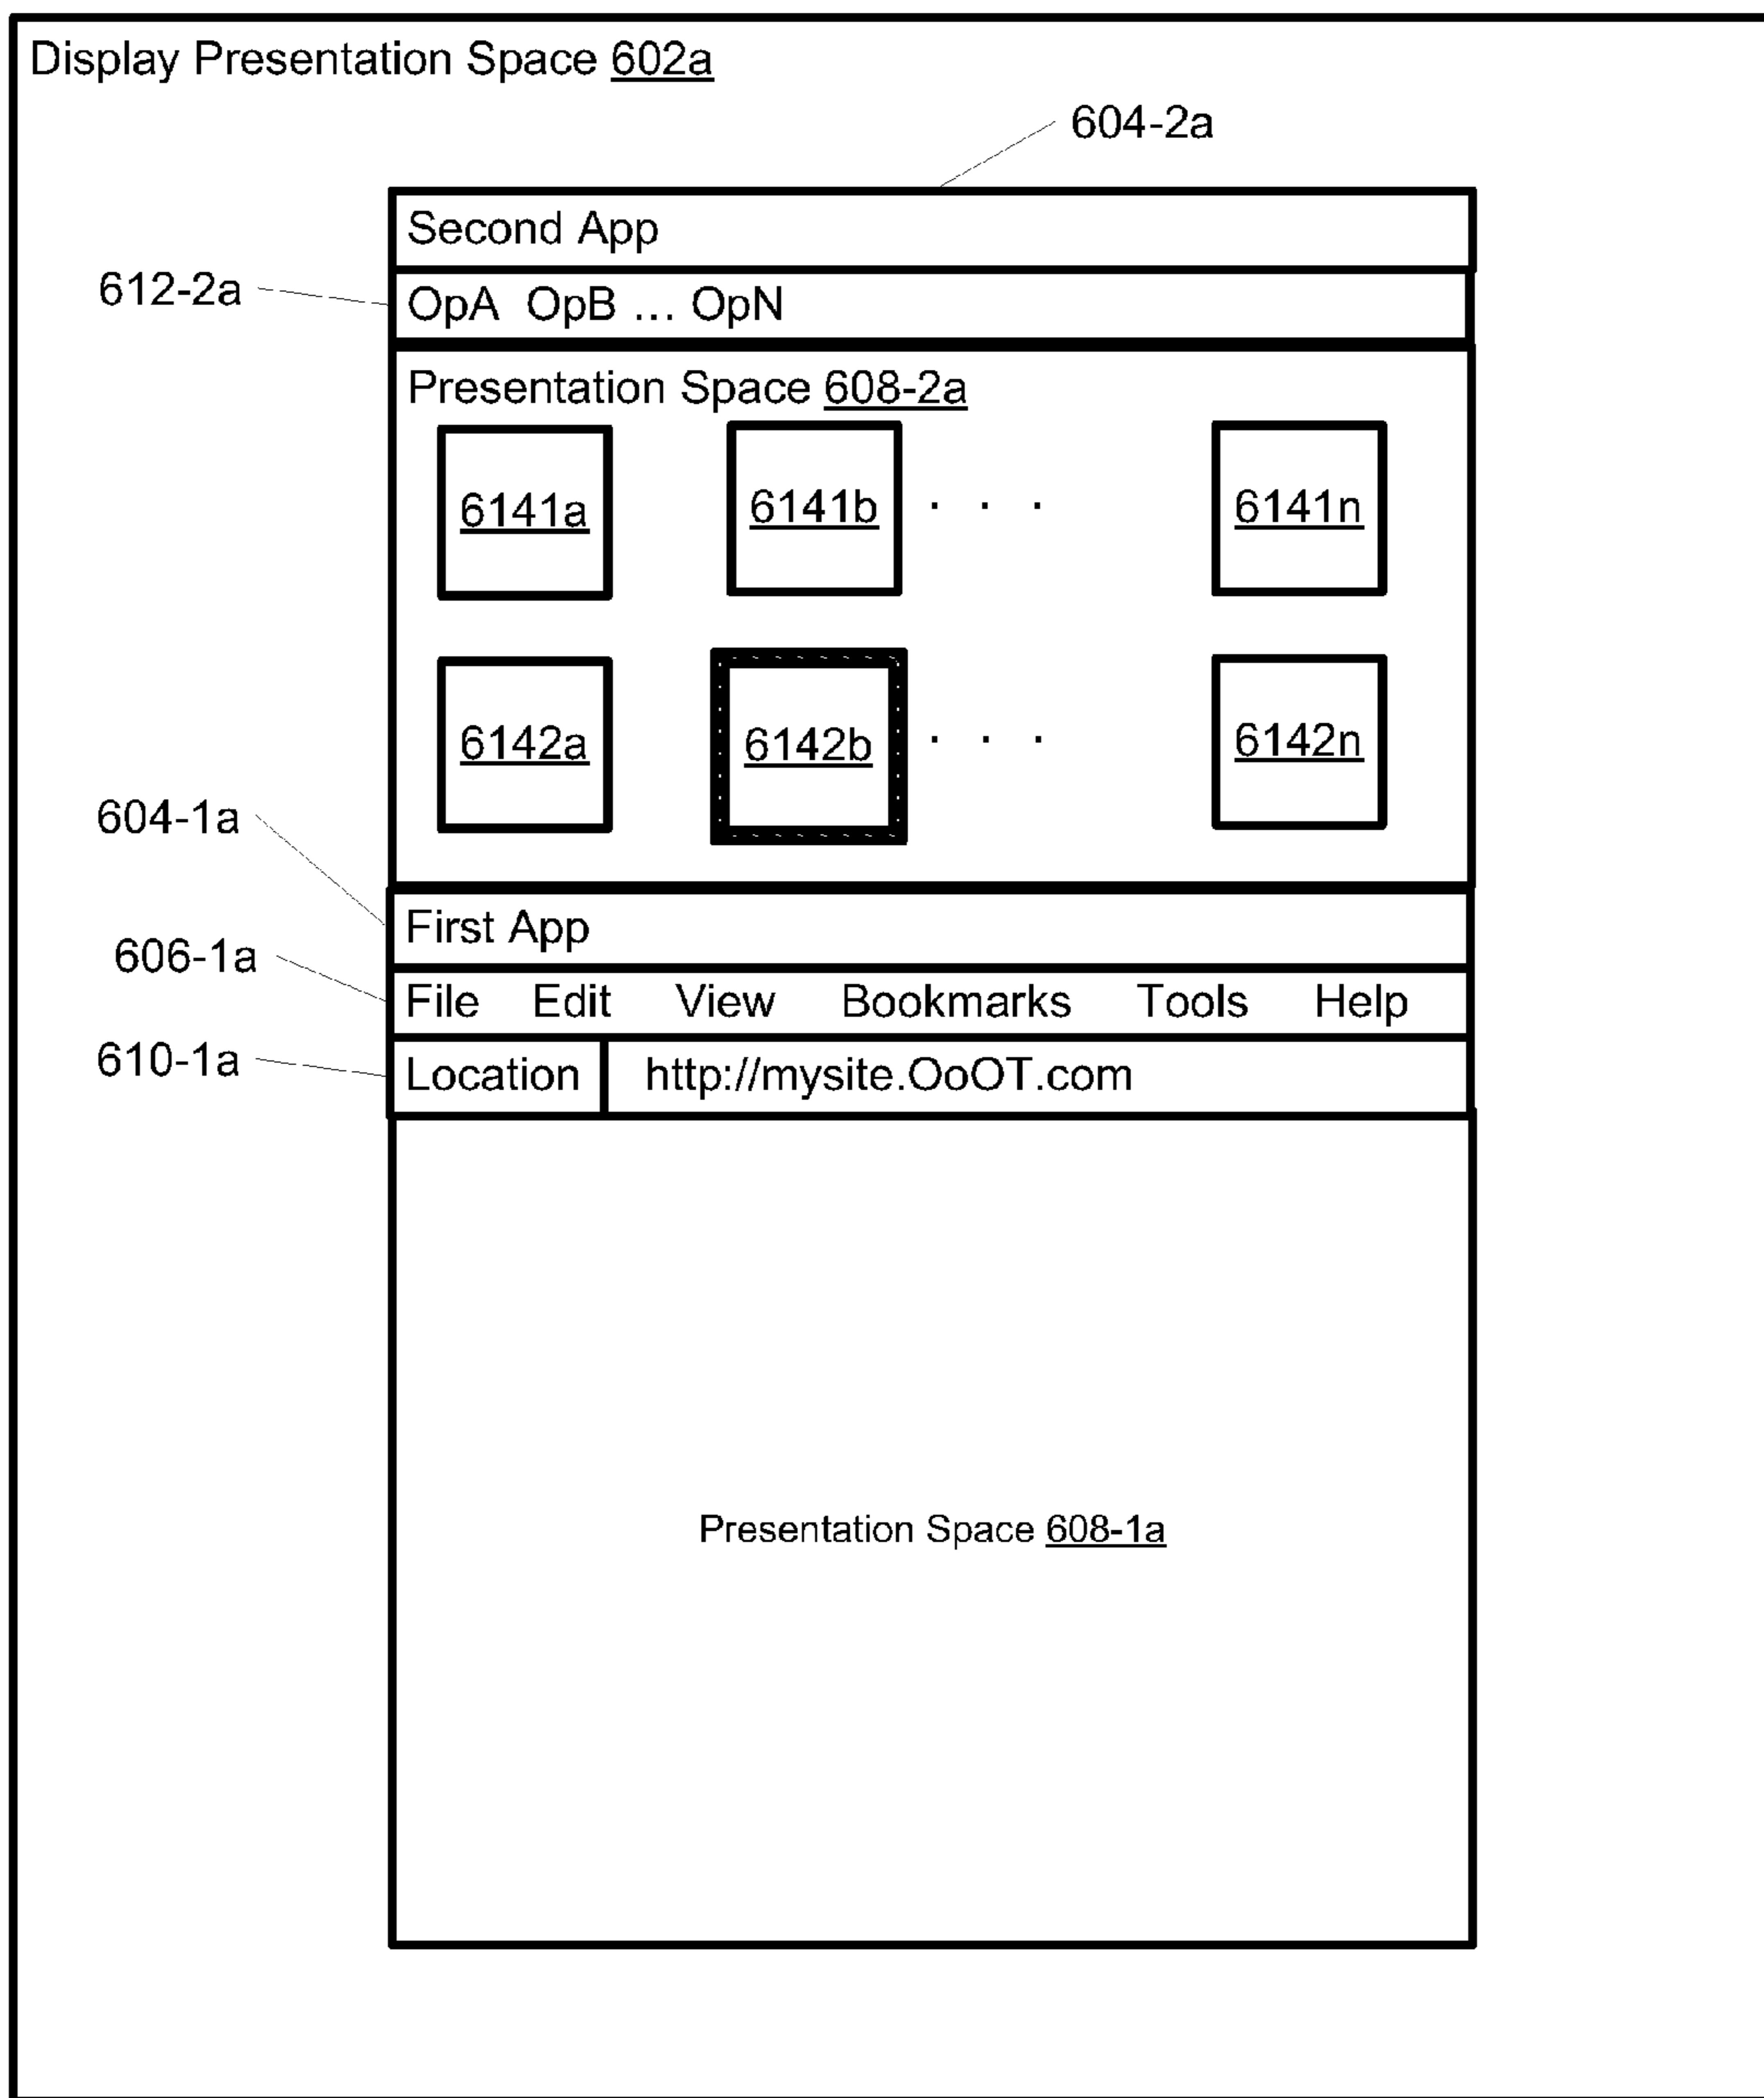 Display Presentation Space 602a
604-2a
Second App
612-2a
OpA OpB ... OpN
Presentation Space 608-2a
6141a 6141b . . . 6141n
6142a 6142b . . . 6142n
604-1a
First App
606-1a
File Edit View Bookmarks Tools Help
610-1a
Location http://mysite.OoOT.com
Presentation Space 608-1a